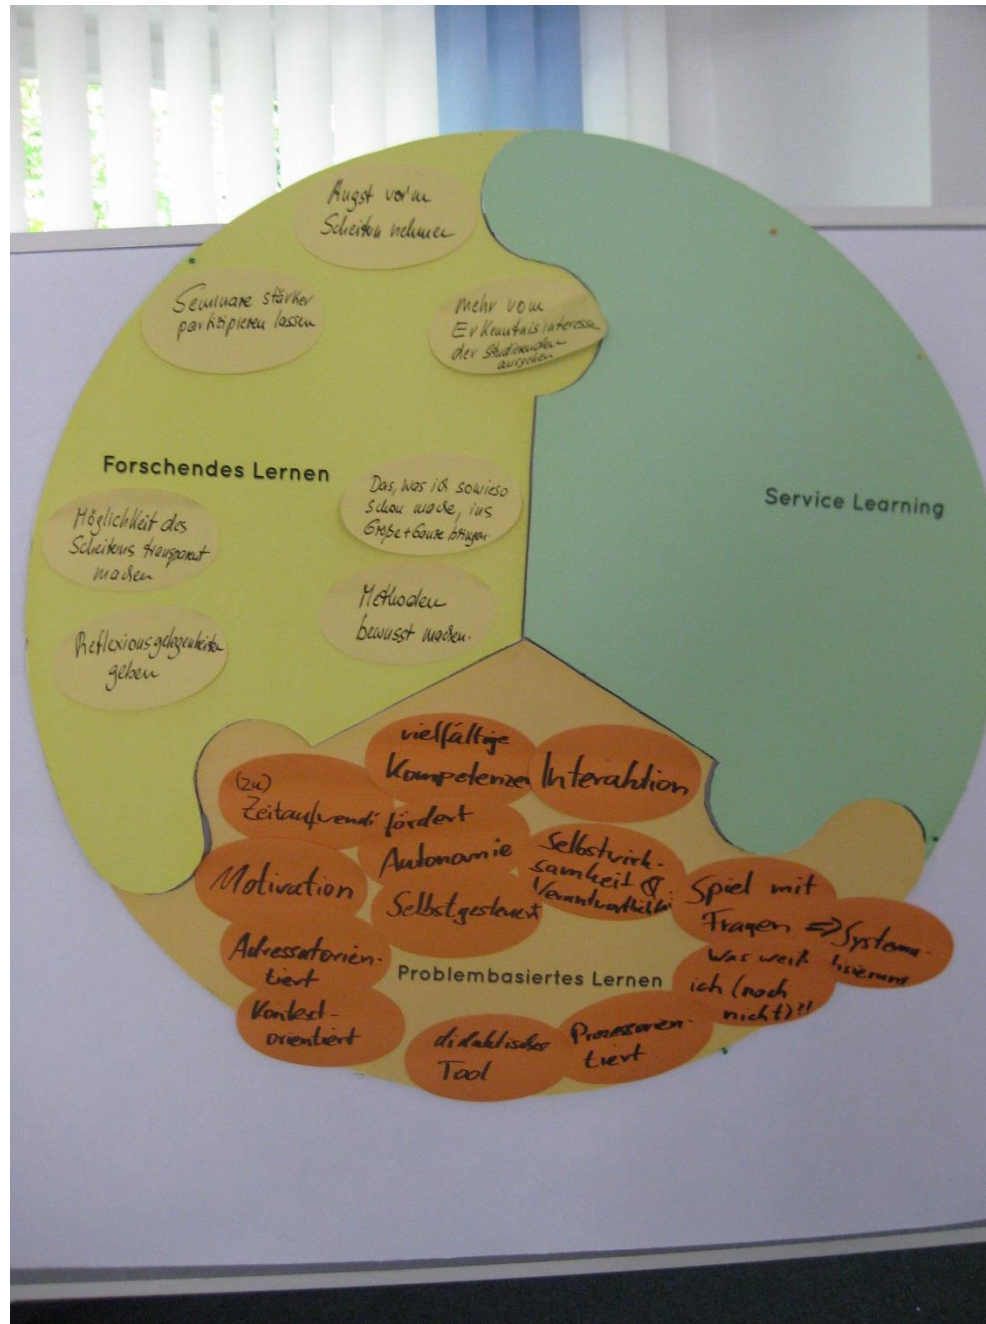 Angst vor'm
Scheitern nehmen
Seminare stärker
partizipieren lassen
Mehr vom
Erkenntnisinteresse
der Studierenden
ausgehen
Forschendes Lernen
Das, was ich sowieso
schon mache, ins
Große+Ganze bringen.
Möglichkeit des
Scheiterns transparent
machen
Methoden
bewusst machen.
Reflexionsgelegenheiten
geben
Service Learning
vielfältige
Kompetenzen
fördert
Interaktion
(zu)
Zeitaufwendi
Autonomie
Selbstwirk-
samkeit &
Motivation
Selbstgesteuert
Spiel mit
Fragen ⇒
Systema-
tisierung
Adressatorien-
tiert
Was weiß
ich (noch
nicht)?!
Problembasiertes Lernen
Kontext-
orientiert
didaktisches
Tool
Prozessorien-
tiert